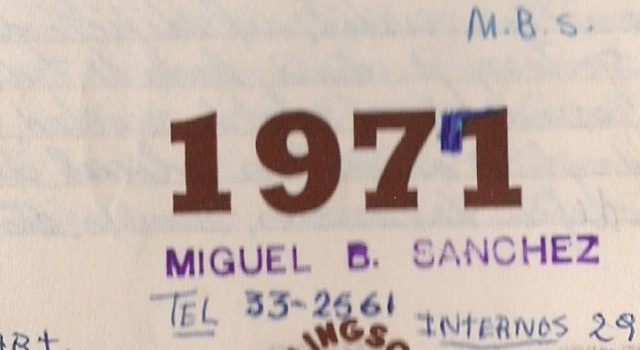 M.B.S.
1971
MIGUEL B. SANCHEZ
TEL 33-2561
INTERNOS 29